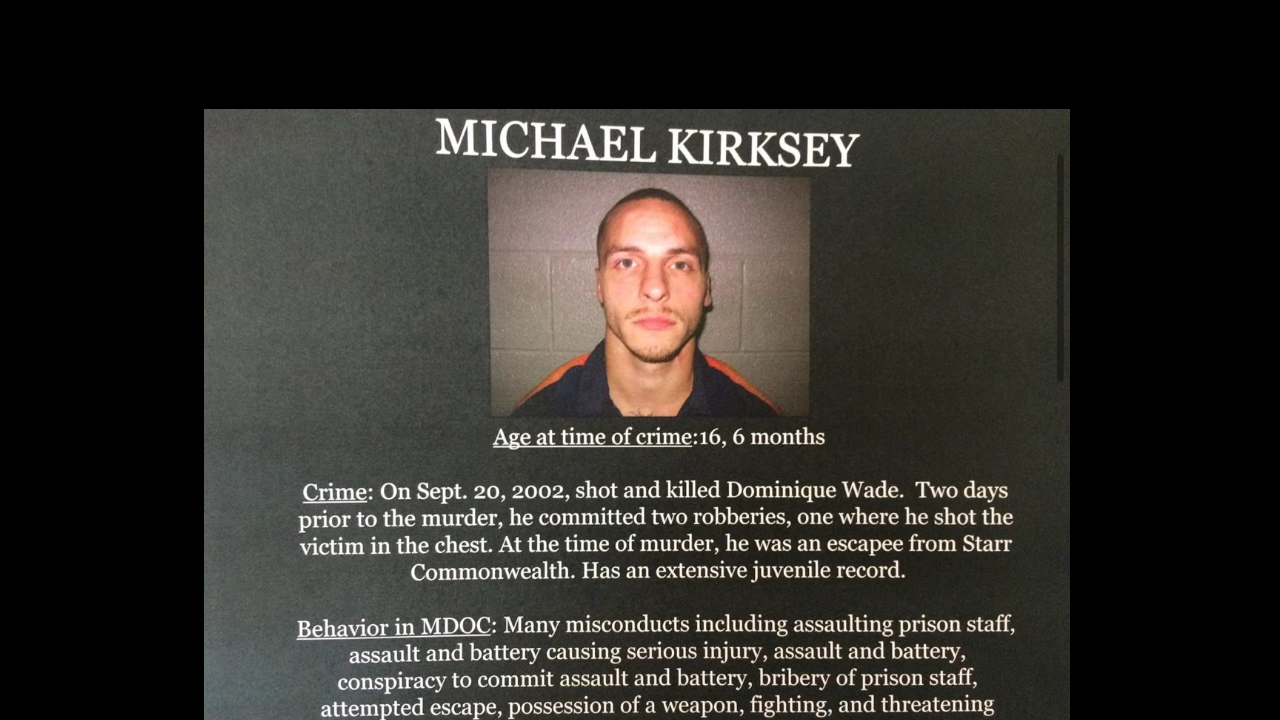 MICHAEL KIRKSEY
Age at time of crime:16, 6 months
Crime: On Sept. 20, 2002, shot and killed Dominique Wade. Two days
prior to the murder, he committed two robberies, one where he shot the
victim in the chest. At the time of murder, he was an escapee from Starr
Commonwealth. Has an extensive juvenile record.
Behavior in MDOC: Many misconducts including assaulting prison staff,
assault and battery causing serious injury, assault and battery,
conspiracy to commit assault and battery, bribery of prison staff,
attempted escape, possession of a weapon, fighting, and threatening